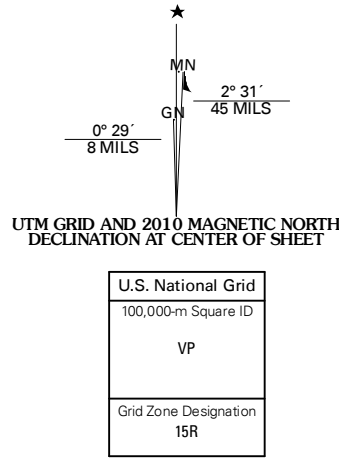 ★
MN
2° 31´
45 MILS
GN
0° 29´
8 MILS
UTM GRID AND 2010 MAGNETIC NORTH
DECLINATION AT CENTER OF SHEET
U.S. National Grid
100,000-m Square ID
VP
Grid Zone Designation
15R